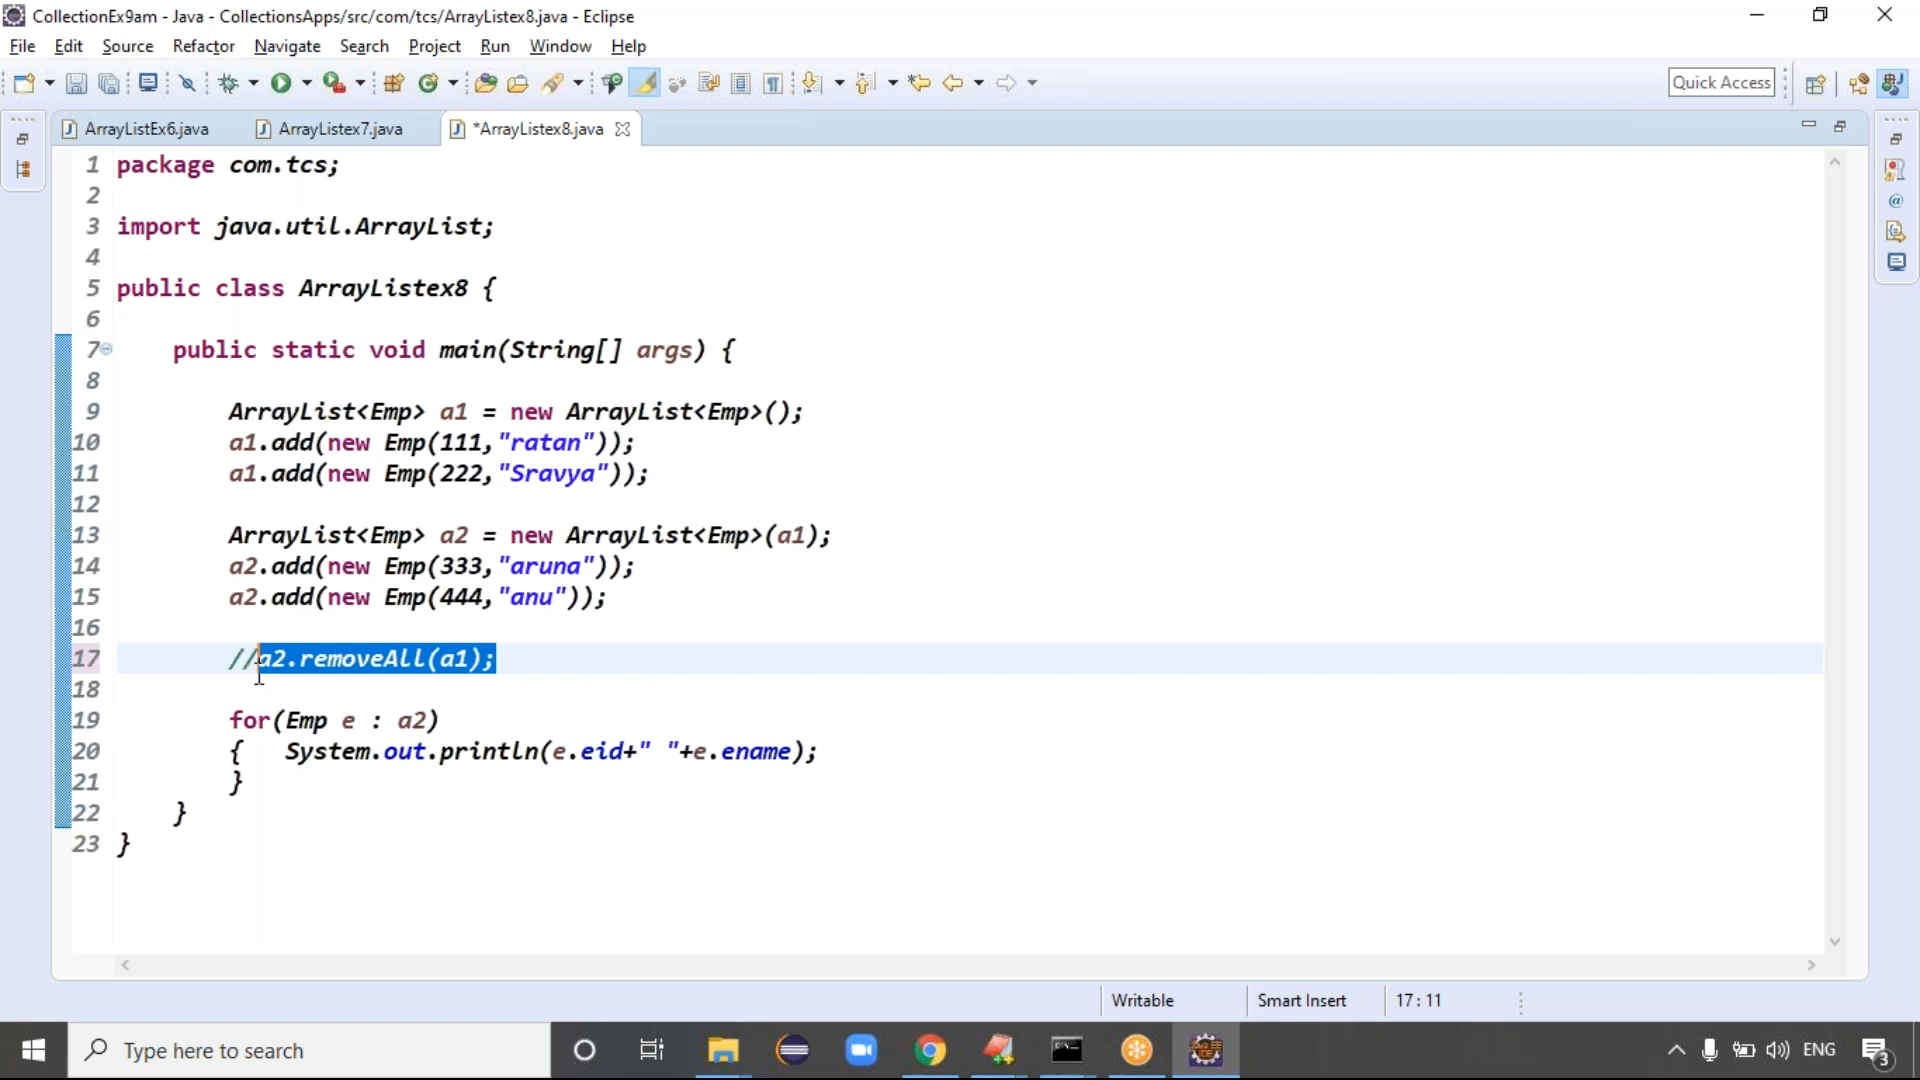 CollectionEx9am - Java - CollectionsApps/src/com/tcs/ArrayListex8.java - Eclipse
File Edit Source Refactor Navigate Search Project Run Window Help
Quick Access
ArrayListEx6.java ArrayListex7.java *ArrayListex8.java
1 package com.tcs;
2
3 import java.util.ArrayList;
4
5 public class ArrayListex8 {
6
7 public static void main(String[] args) {
8
9 ArrayList<Emp> a1 = new ArrayList<Emp>();
10 a1.add(new Emp(111,"ratan"));
11 a1.add(new Emp(222,"Sravya"));
12
13 ArrayList<Emp> a2 = new ArrayList<Emp>(a1);
14 a2.add(new Emp(333,"aruna"));
15 a2.add(new Emp(444,"anu"));
16
17 //a2.removeAll(a1);
18
19 for(Emp e : a2)
20 { System.out.println(e.eid+" "+e.ename);
21 }
22 }
23 }
Writable Smart Insert 17 : 11
Type here to search ENG 3